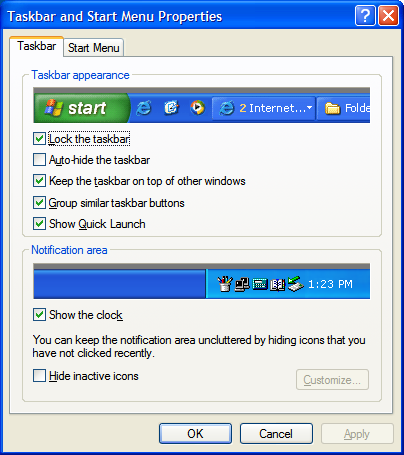 Taskbar and Start Menu Properties
Taskbar
Start Menu
Taskbar appearance
start
2 Internet...
Folde
Lock the taskbar
Auto-hide the taskbar
Keep the taskbar on top of other windows
Group similar taskbar buttons
Show Quick Launch
Notification area
1:23 PM
Show the clock
You can keep the notification area uncluttered by hiding icons that you
have not clicked recently.
Hide inactive icons
Customize...
OK
Cancel
Apply